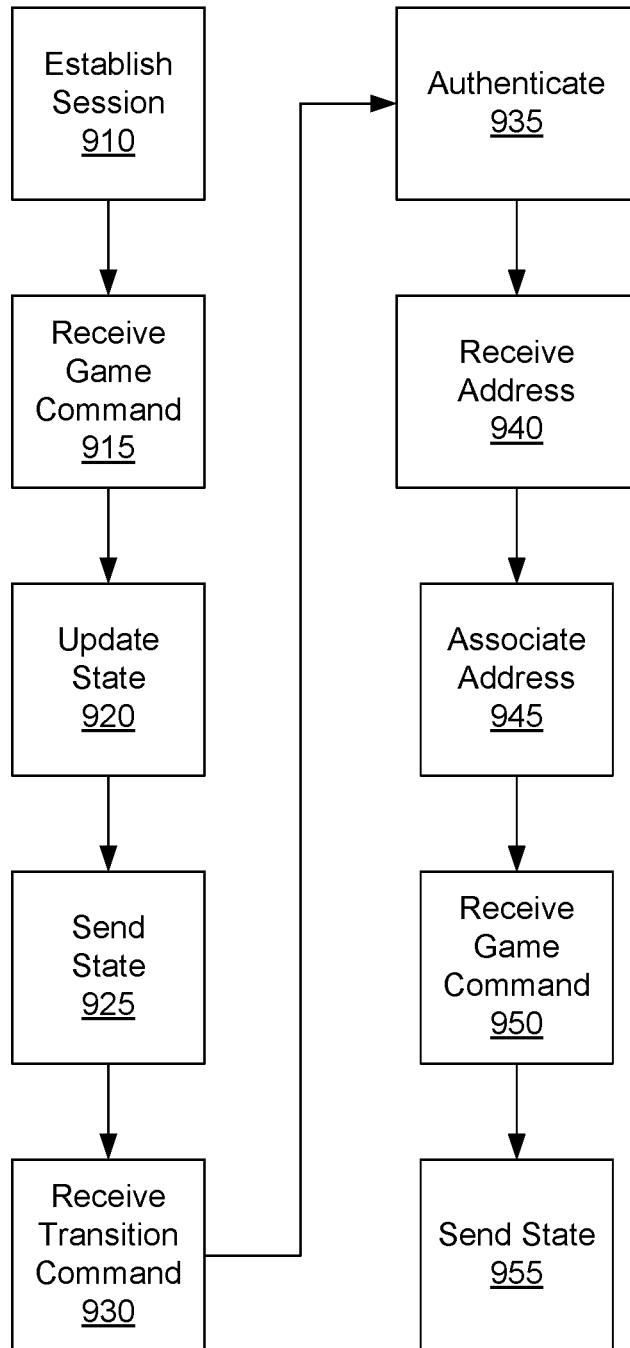 Establish
Session
910
Receive
Game
Command
915
Update
State
920
Send
State
925
Receive
Transition
Command
930
Authenticate
935
Receive
Address
940
Associate
Address
945
Receive
Game
Command
950
Send State
955